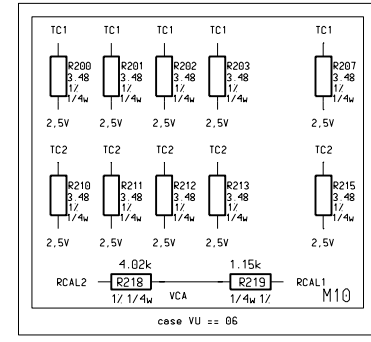 TC1 TC1 TC1 TC1 TC1
R200 R201 R202 R203 R207
3.48 3.48 3.48 3.48 3.48
1% 1% 1% 1% 1%
1/4w 1/4w 1/4w 1/4w 1/4w
2,5V 2,5V 2,5V 2,5V 2,5V
TC2 TC2 TC2 TC2 TC2
R210 R211 R212 R213 R215
3.48 3.48 3.48 3.48 3.48
1% 1% 1% 1% 1%
1/4w 1/4w 1/4w 1/4w 1/4w
2,5V 2,5V 2,5V 2,5V 2,5V
4.02k 1.15k
RCAL2 R218 R219 RCAL1
1% 1/4w VCA 1/4w 1% M10
case VU == 06